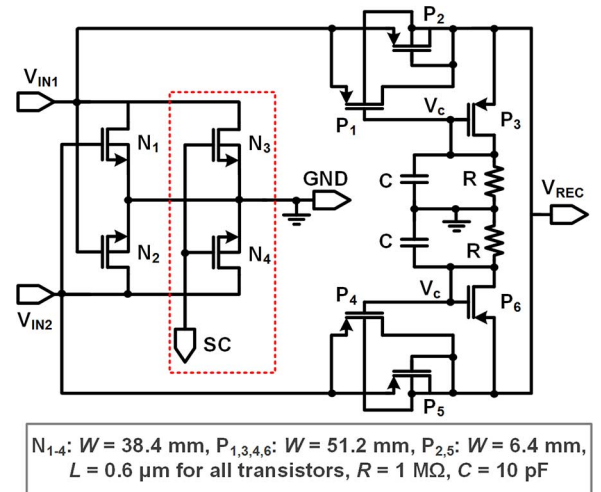 P2
VIN1
N1
N3
P1
Vc
P3
GND
C
R
VREC
N2
N4
C
R
VIN2
P4
Vc
P6
SC
P5
N1-4: W = 38.4 mm, P1,3,4,6: W = 51.2 mm, P2,5: W = 6.4 mm,
L = 0.6 μm for all transistors, R = 1 MΩ, C = 10 pF